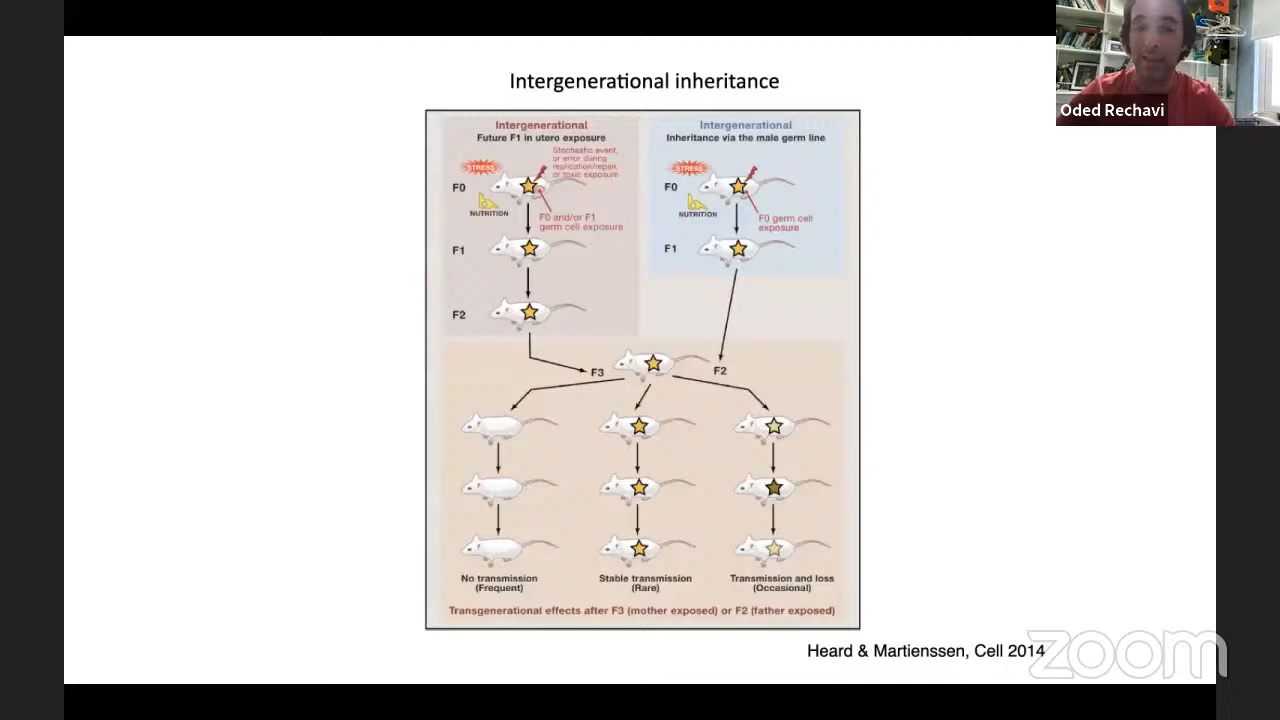 Intergenerational inheritance
Oded Rechavi
Intergenerational
Future F1 in utero exposure
Stochastic event,
or error during
replication/repair,
or toxic exposure
STRESS
F0
NUTRITION
F0 and/or F1
germ cell exposure
F1
F2
Intergenerational
Inheritance via the male germ line
STRESS
F0
NUTRITION
F0 germ cell
exposure
F1
F3
F2
No transmission
(Frequent)
Stable transmission
(Rare)
Transmission and loss
(Occasional)
Transgenerational effects after F3 (mother exposed) or F2 (father exposed)
Heard & Martienssen, Cell 2014
zoom